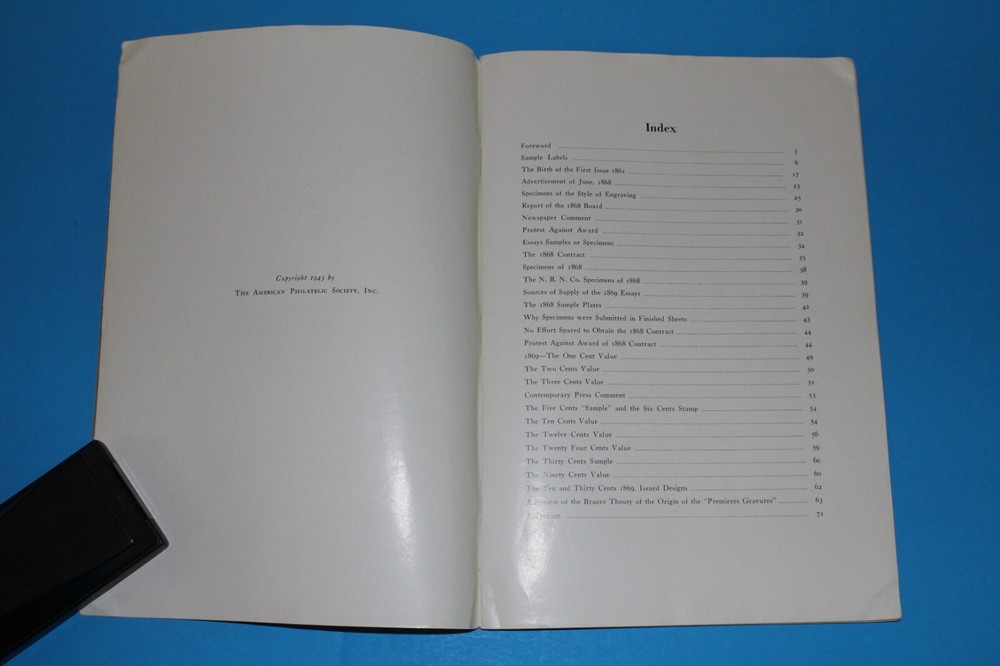 Copyright 1943 by
THE AMERICAN PHILATELIC SOCIETY, INC.
Index
Foreword 5
Sample Labels 6
The Birth of the First Issue 1861 17
Advertisement of June, 1868 23
Specimens of the Style of Engraving 25
Report of the 1868 Board 30
Newspaper Comment 31
Protest Against Award 32
Essays Samples or Specimens 34
The 1868 Contract 35
Specimens of 1868 38
The N. B. N. Co. Specimens of 1868 39
Sources of Supply of the 1869 Essays 39
The 1868 Sample Plates 42
Why Specimens were Submitted in Finished Sheets 43
No Effort Spared to Obtain the 1868 Contract 44
Protest Against Award of 1868 Contract 44
1869—The One Cent Value 49
The Two Cents Value 50
The Three Cents Value 51
Contemporary Press Comment 53
The Five Cents "Sample" and the Six Cents Stamp 54
The Ten Cents Value 54
The Twelve Cents Value 56
The Twenty Four Cents Value 59
The Thirty Cents Sample 60
The Ninety Cents Value 60
The Ten and Thirty Cents 1869, Issued Designs 62
A Review of the Brazer Theory of the Origin of the "Premieres Gravures" 63
71